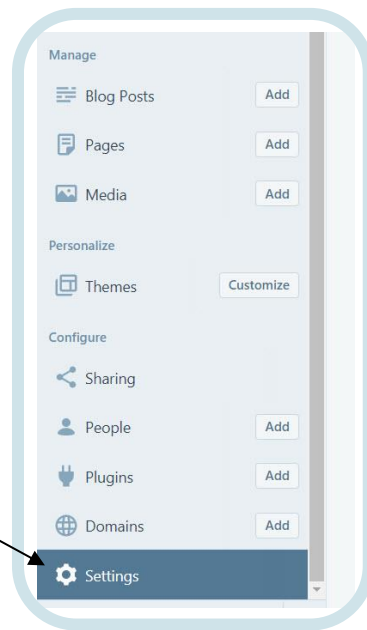 Manage
Blog Posts Add
Pages Add
Media Add
Personalize
Themes Customize
Configure
Sharing
People Add
Plugins Add
Domains Add
Settings